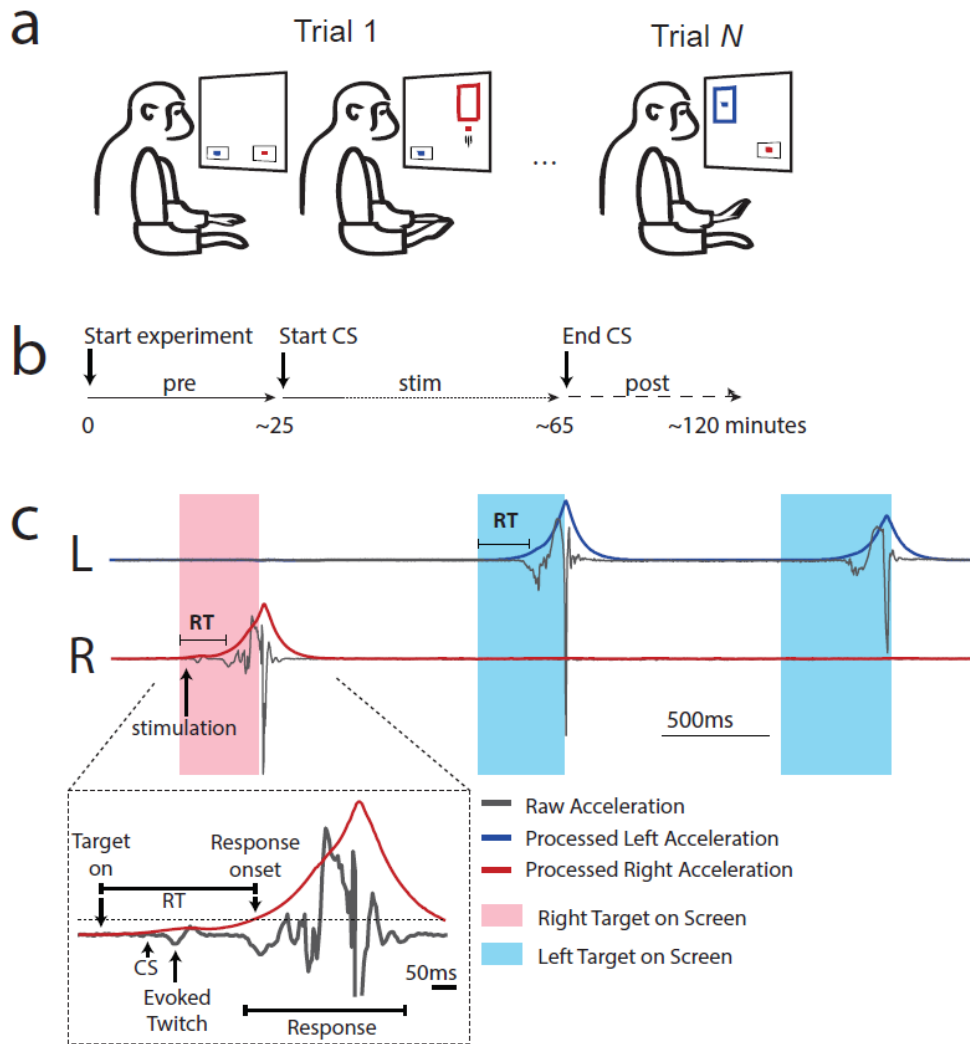 a
Trial 1
Trial N
...
b
Start experiment
Start CS
End CS
pre
stim
post
0
~25
~65
~120 minutes
c
L
RT
R
RT
stimulation
500ms
Target
on
Response
onset
RT
CS
Evoked
Twitch
50ms
Response
Raw Acceleration
Processed Left Acceleration
Processed Right Acceleration
Right Target on Screen
Left Target on Screen